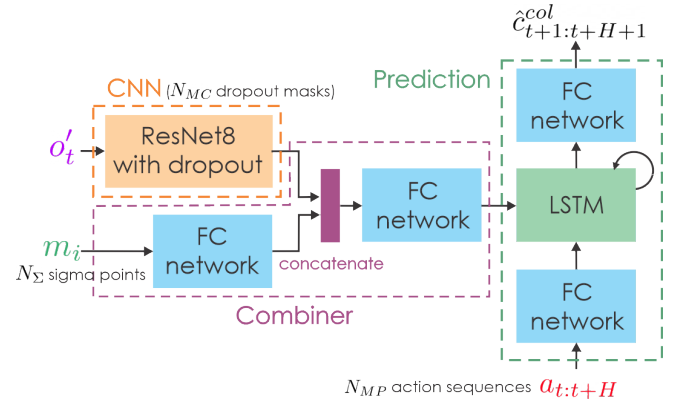 ĉ^{col}_{t+1:t+H+1}
Prediction
CNN (N_{MC} dropout masks)
FC
network
o'_t
ResNet8
with dropout
FC
network
LSTM
m_i
FC
network
concatenate
N_Σ sigma points
Combiner
FC
network
N_{MP} action sequences a_{t:t+H}